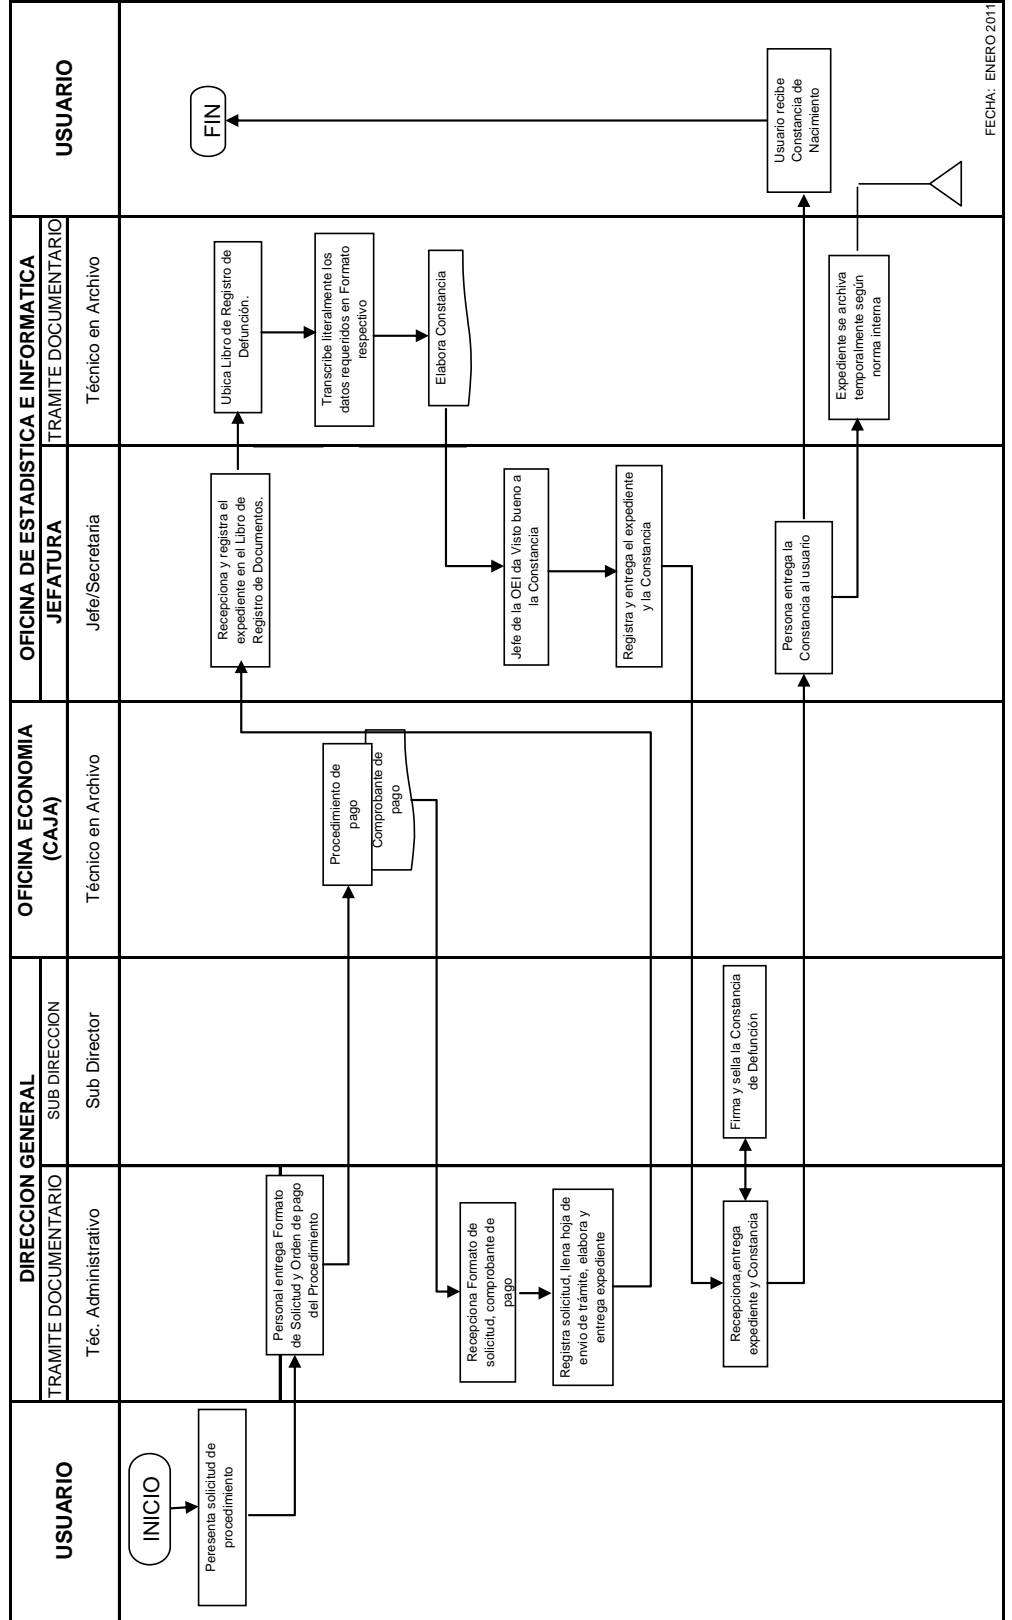 USUARIO
DIRECCION GENERAL
OFICINA ECONOMIA
(CAJA)
OFICINA DE ESTADISTICA E INFORMATICA
USUARIO
TRAMITE DOCUMENTARIO
SUB DIRECCION
JEFATURA
TRAMITE DOCUMENTARIO
Téc. Administrativo
Sub Director
Técnico en Archivo
Jefe/Secretaria
Técnico en Archivo
INICIO
Peresenta solicitud de
procedimiento
Personal entrega Formato
de Solictud y Orden de pago
del Procedimiento
Procedimiento de
pago
Comprobante de
pago
Recepciona Formato de
solicitud, comprobante de
pago
Registra solicitud, llena hoja de
envio de trámite, elabora y
entrega expediente
Recepciona y registra el
expediente en el Libro de
Registro de Documentos.
Ubica Libro de Registro de
Defunción.
Transcribe literalmente los
datos requeridos en Formato
respectivo
Elabora Constancia
Jefe de la OEI da Visto bueno a
la Constancia
Registra y entrega el expediente
y la Constancia
Recepciona,entrega
expediente y Constancia
Firma y sella la Constancia
de Defunción
Persona entrega la
Constancia al usuario
Expediente se archiva
temporalmente según
norma interna
Usuario recibe
Constancia de
Nacimiento
FIN
FECHA: ENERO 2011